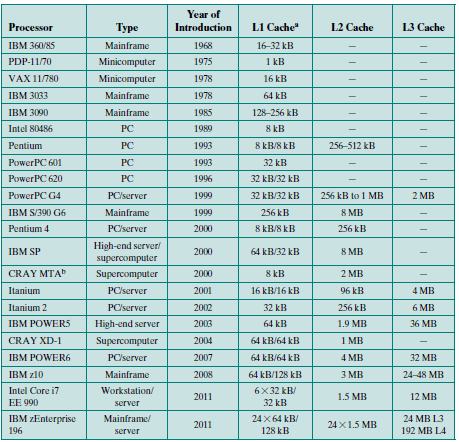 Processor Type Year of Introduction L1 Cacheᵃ L2 Cache L3 Cache
IBM 360/85 Mainframe 1968 16–32 kB — —
PDP-11/70 Minicomputer 1975 1 kB — —
VAX 11/780 Minicomputer 1978 16 kB — —
IBM 3033 Mainframe 1978 64 kB — —
IBM 3090 Mainframe 1985 128–256 kB — —
Intel 80486 PC 1989 8 kB — —
Pentium PC 1993 8 kB/8 kB 256–512 kB —
PowerPC 601 PC 1993 32 kB — —
PowerPC 620 PC 1996 32 kB/32 kB — —
PowerPC G4 PC/server 1999 32 kB/32 kB 256 kB to 1 MB 2 MB
IBM S/390 G6 Mainframe 1999 256 kB 8 MB —
Pentium 4 PC/server 2000 8 kB/8 kB 256 kB —
IBM SP High-end server/ supercomputer 2000 64 kB/32 kB 8 MB —
CRAY MTAᵇ Supercomputer 2000 8 kB 2 MB —
Itanium PC/server 2001 16 kB/16 kB 96 kB 4 MB
Itanium 2 PC/server 2002 32 kB 256 kB 6 MB
IBM POWER5 High-end server 2003 64 kB 1.9 MB 36 MB
CRAY XD-1 Supercomputer 2004 64 kB/64 kB 1 MB —
IBM POWER6 PC/server 2007 64 kB/64 kB 4 MB 32 MB
IBM z10 Mainframe 2008 64 kB/128 kB 3 MB 24–48 MB
Intel Core i7 EE 990 Workstation/ server 2011 6×32 kB/ 32 kB 1.5 MB 12 MB
IBM zEnterprise 196 Mainframe/ server 2011 24×64 kB/ 128 kB 24×1.5 MB 24 MB L3 192 MB L4